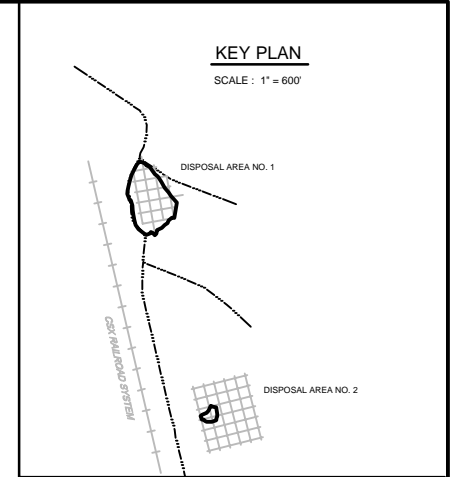 KEY PLAN
SCALE : 1" = 600'
DISPOSAL AREA NO. 1
CSX RAILROAD SYSTEM
DISPOSAL AREA NO. 2